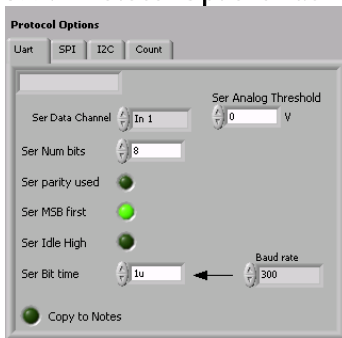 Protocol Options
Uart SPI I2C Count
Ser Analog Threshold
Ser Data Channel In 1 0 V
Ser Num bits 8
Ser parity used
Ser MSB first
Ser Idle High
Baud rate
Ser Bit time 1u 300
Copy to Notes